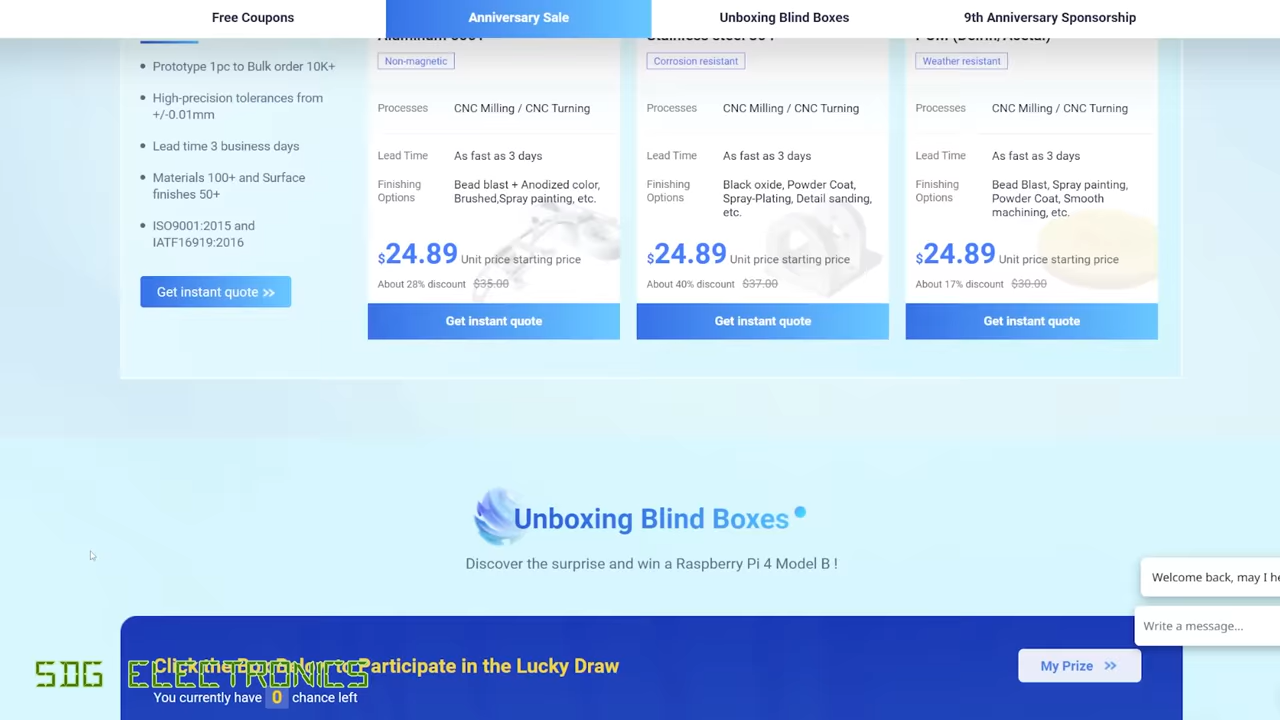 Free Coupons
Anniversary Sale
Unboxing Blind Boxes
9th Anniversary Sponsorship
Prototype 1pc to Bulk order 10K+
High-precision tolerances from
+/-0.01mm
Lead time 3 business days
Materials 100+ and Surface
finishes 50+
ISO9001:2015 and
IATF16919:2016
Get instant quote >>
Non-magnetic
Processes CNC Milling / CNC Turning
Lead Time As fast as 3 days
Finishing Bead blast + Anodized color,
Options Brushed,Spray painting, etc.
$24.89 Unit price starting price
About 28% discount $35.00
Get instant quote
Corrosion resistant
Processes CNC Milling / CNC Turning
Lead Time As fast as 3 days
Finishing Black oxide, Powder Coat,
Options Spray-Plating, Detail sanding,
etc.
$24.89 Unit price starting price
About 40% discount $37.00
Get instant quote
Weather resistant
Processes CNC Milling / CNC Turning
Lead Time As fast as 3 days
Finishing Bead Blast, Spray painting,
Options Powder Coat, Smooth
machining, etc.
$24.89 Unit price starting price
About 17% discount $30.00
Get instant quote
Unboxing Blind Boxes
Discover the surprise and win a Raspberry Pi 4 Model B !
Welcome back, may I he
Write a message...
Click the Box Below to Participate in the Lucky Draw
You currently have 0 chance left
My Prize >>
SDG ELECTRONICS